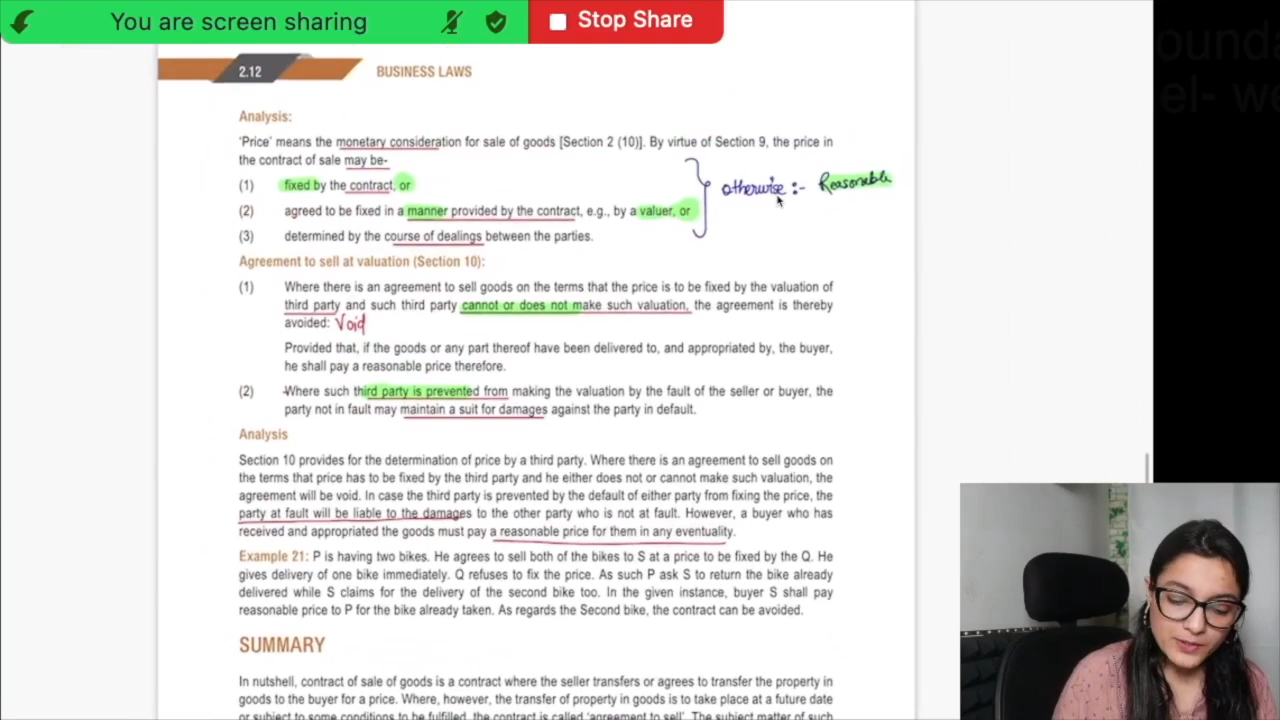 You are screen sharing
Stop Share
2.12 BUSINESS LAWS
Analysis:
‘Price’ means the monetary consideration for sale of goods [Section 2 (10)]. By virtue of Section 9, the price in
the contract of sale may be-
(1) fixed by the contract, or
otherwise :- Reasonable
(2) agreed to be fixed in a manner provided by the contract, e.g., by a valuer, or
(3) determined by the course of dealings between the parties.
Agreement to sell at valuation (Section 10):
(1) Where there is an agreement to sell goods on the terms that the price is to be fixed by the valuation of
third party and such third party cannot or does not make such valuation, the agreement is thereby
avoided: Void
Provided that, if the goods or any part thereof have been delivered to, and appropriated by, the buyer,
he shall pay a reasonable price therefore.
(2) Where such third party is prevented from making the valuation by the fault of the seller or buyer, the
party not in fault may maintain a suit for damages against the party in default.
Analysis
Section 10 provides for the determination of price by a third party. Where there is an agreement to sell goods on
the terms that price has to be fixed by the third party and he either does not or cannot make such valuation, the
agreement will be void. In case the third party is prevented by the default of either party from fixing the price, the
party at fault will be liable to the damages to the other party who is not at fault. However, a buyer who has
received and appropriated the goods must pay a reasonable price for them in any eventuality.
Example 21: P is having two bikes. He agrees to sell both of the bikes to S at a price to be fixed by the Q. He
gives delivery of one bike immediately. Q refuses to fix the price. As such P ask S to return the bike already
delivered while S claims for the delivery of the second bike too. In the given instance, buyer S shall pay
reasonable price to P for the bike already taken. As regards the Second bike, the contract can be avoided.
SUMMARY
In nutshell, contract of sale of goods is a contract where the seller transfers or agrees to transfer the property in
goods to the buyer for a price. Where, however, the transfer of property in goods is to take place at a future date
or subject to some conditions to be fulfilled, the contract is called ‘agreement to sell’. The subject matter of such